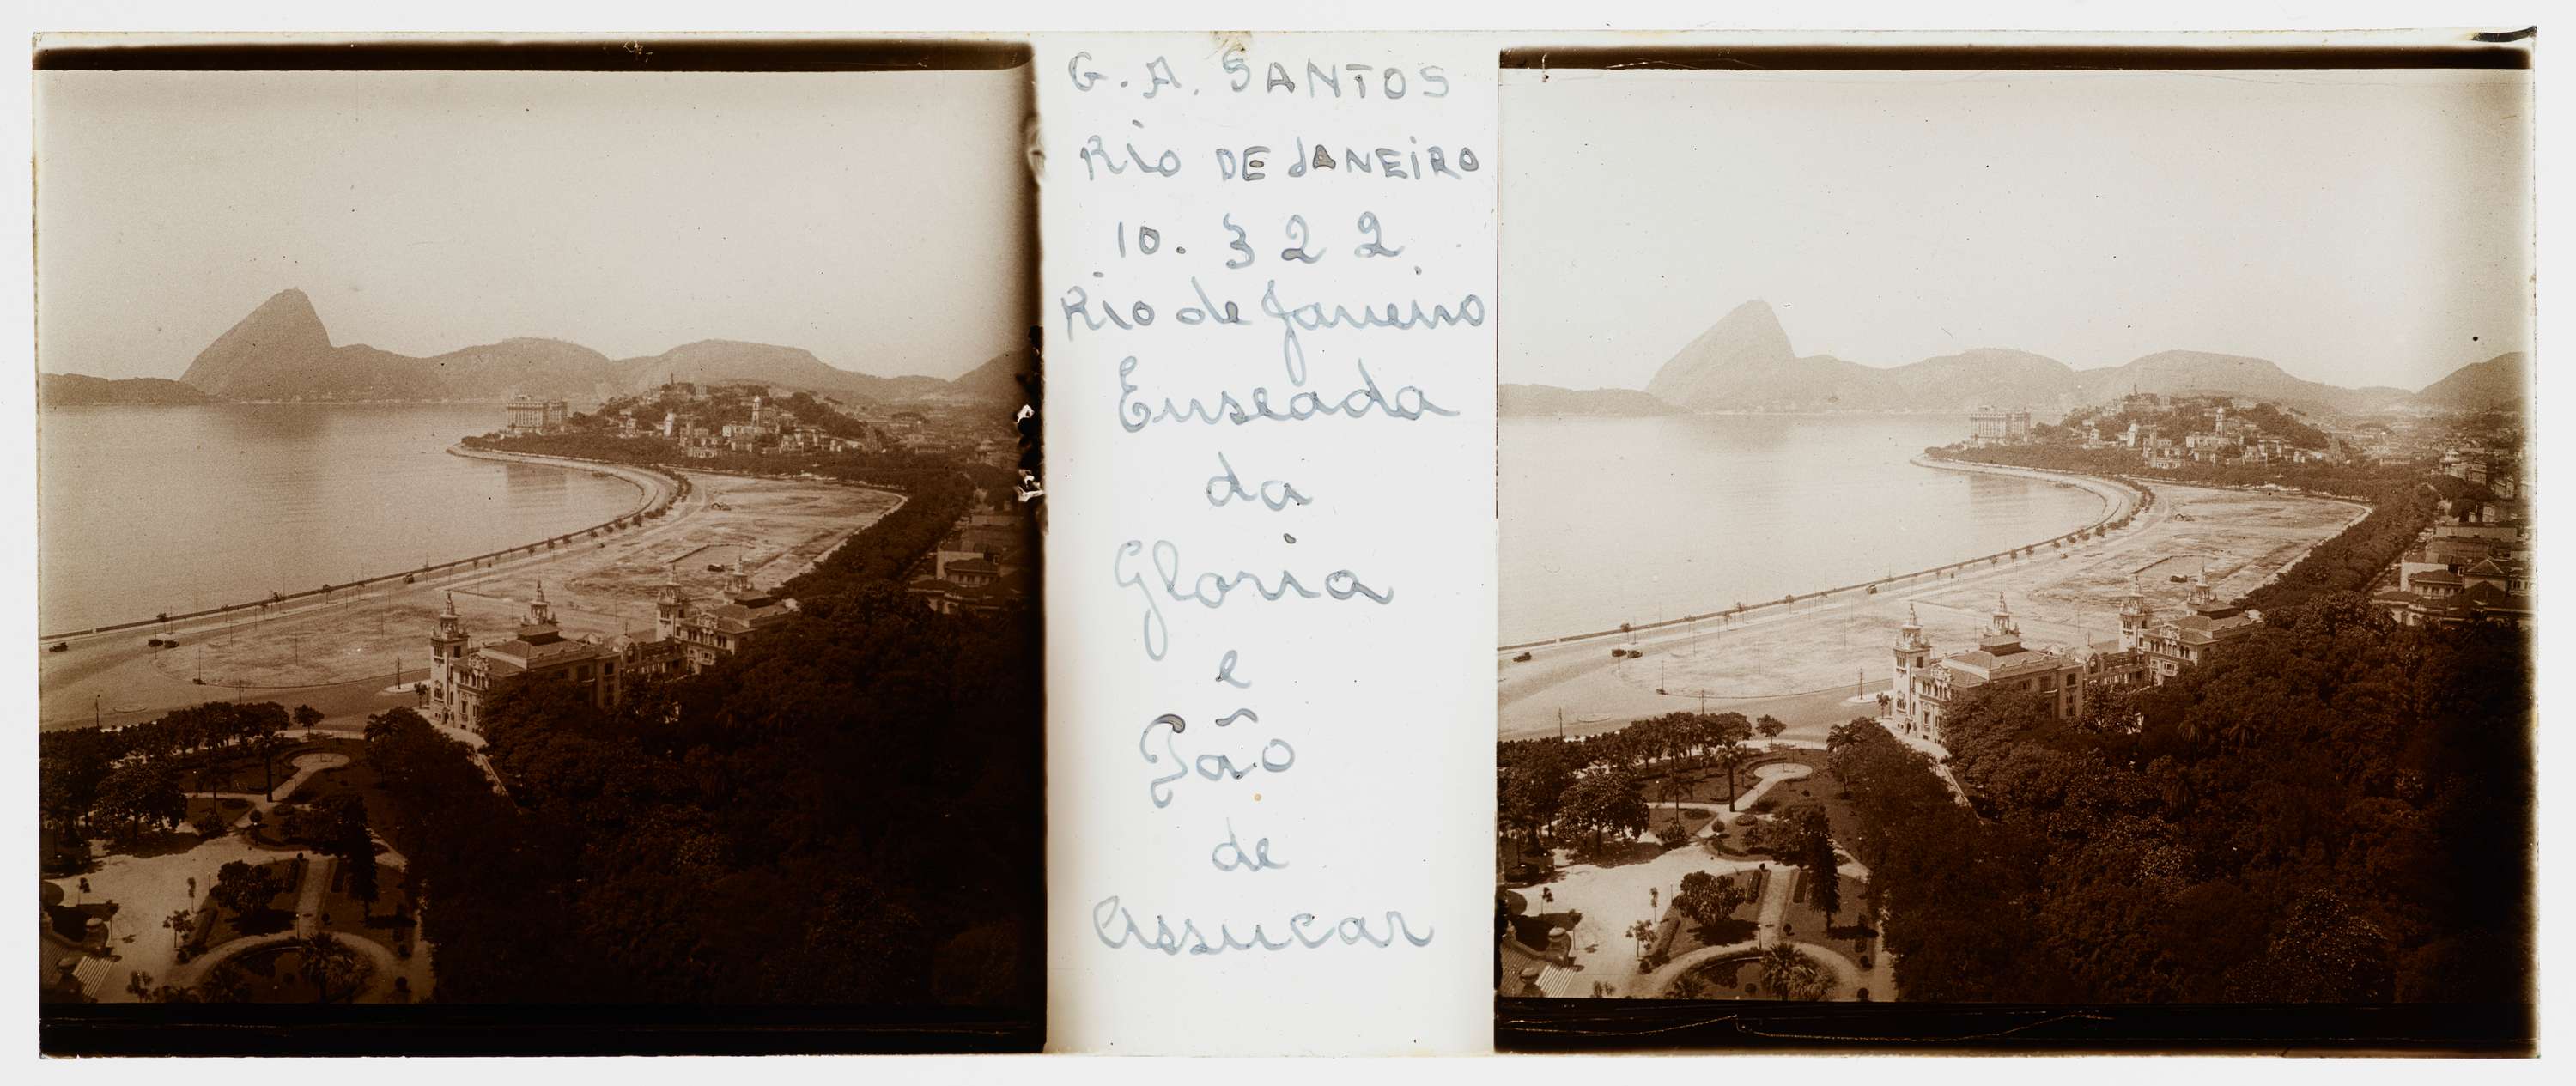 G. A. SANTOS
Rio DE JANEIRO
10. 322
Rio de Janeiro
Enseada
da
Gloria
e
Pão
de
Assucar